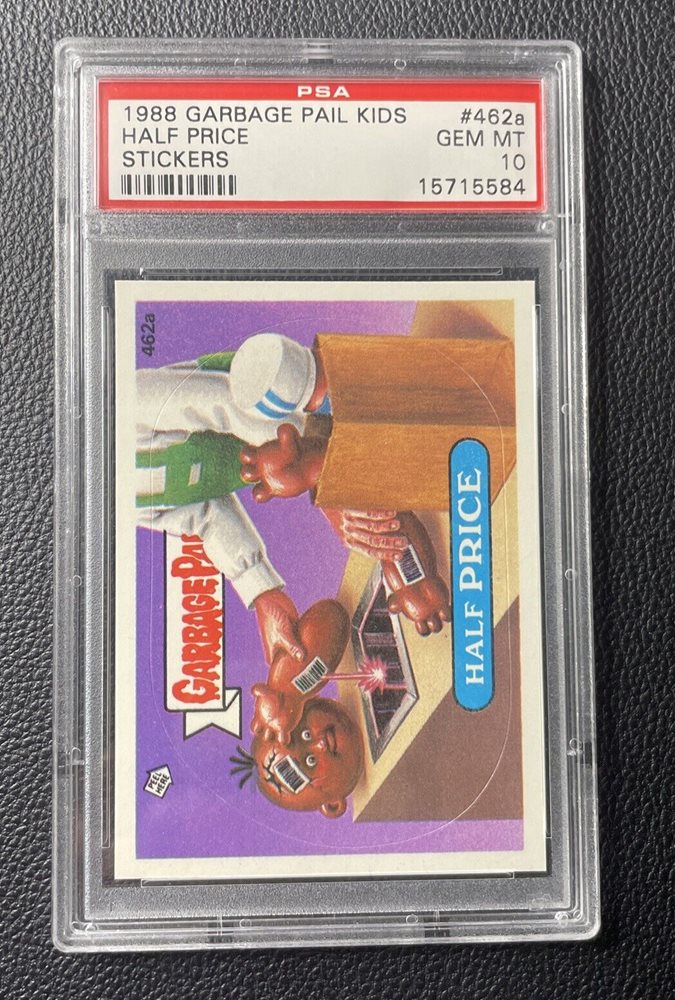 PSA
1988 GARBAGE PAIL KIDS #462a
HALF PRICE GEM MT
STICKERS 10
15715584
462a
GARBAGE PAI
HALF PRICE
PEEL
HERE